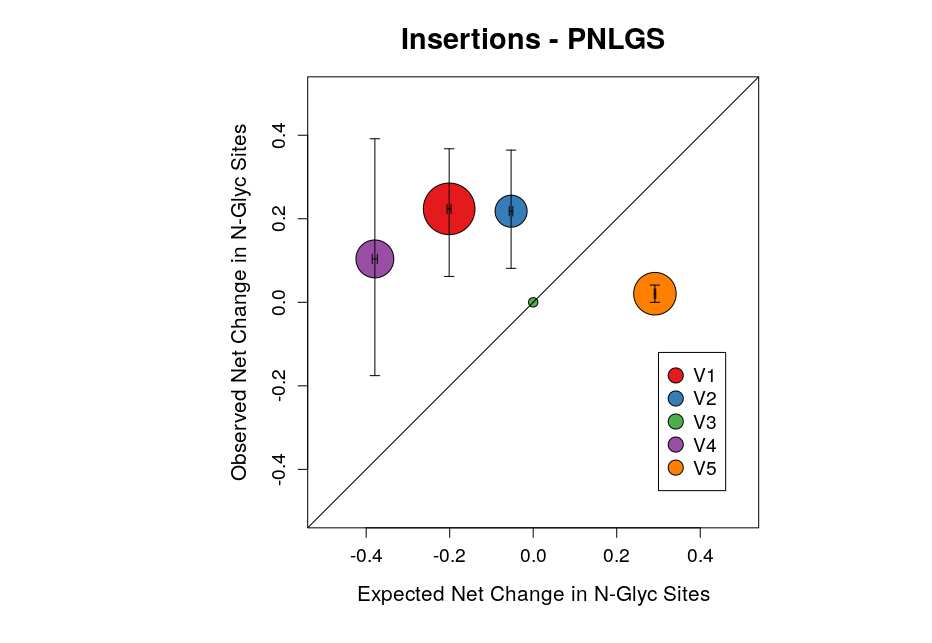 Insertions - PNLGS
Observed Net Change in N-Glyc Sites
0.4
0.2
0.0
-0.2
-0.4
V1
V2
V3
V4
V5
-0.4 -0.2 0.0 0.2 0.4
Expected Net Change in N-Glyc Sites